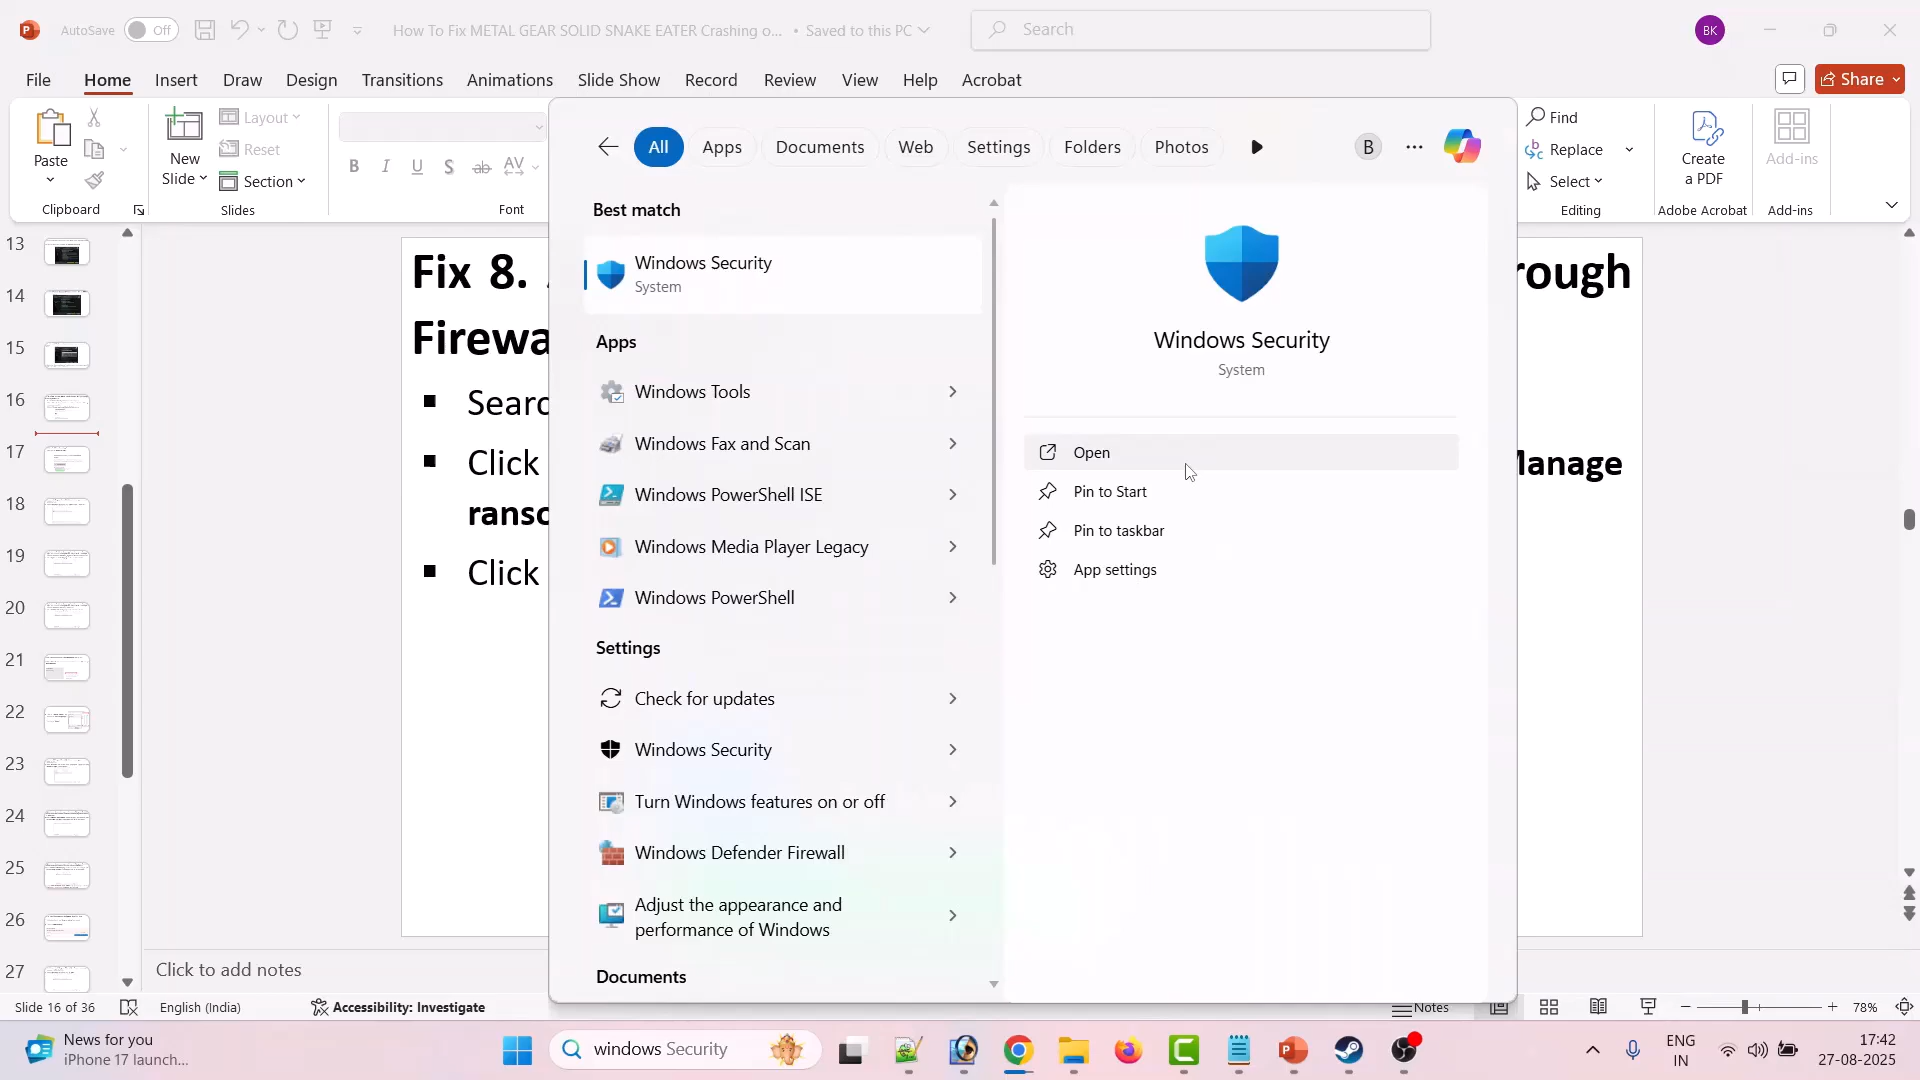 AutoSave Off How To Fix METAL GEAR SOLID SNAKE EATER Crashing o... • Saved to this PC Search BK
File Home Insert Draw Design Transitions Animations Slide Show Record Review View Help Acrobat Share
Paste
New
Slide
Layout
Reset
Section
B I U S ab AV
Find
Replace
Select
Create
a PDF
Add-ins
Clipboard Slides Font Editing Adobe Acrobat Add-ins
13
14
15
16
17
18
19
20
21
22
23
24
25
26
27
Fix 8.
rough
Firewa
Searc
Click
Manage
ranso
Click
All Apps Documents Web Settings Folders Photos B ...
Best match
Windows Security
System
Apps
Windows Tools
Windows Fax and Scan
Windows PowerShell ISE
Windows Media Player Legacy
Windows PowerShell
Settings
Check for updates
Windows Security
Turn Windows features on or off
Windows Defender Firewall
Adjust the appearance and
performance of Windows
Documents
Windows Security
System
Open
Pin to Start
Pin to taskbar
App settings
Click to add notes
Slide 16 of 36 English (India) Accessibility: Investigate Notes 78%
News for you
iPhone 17 launch...
windows Security
ENG
IN
17:42
27-08-2025